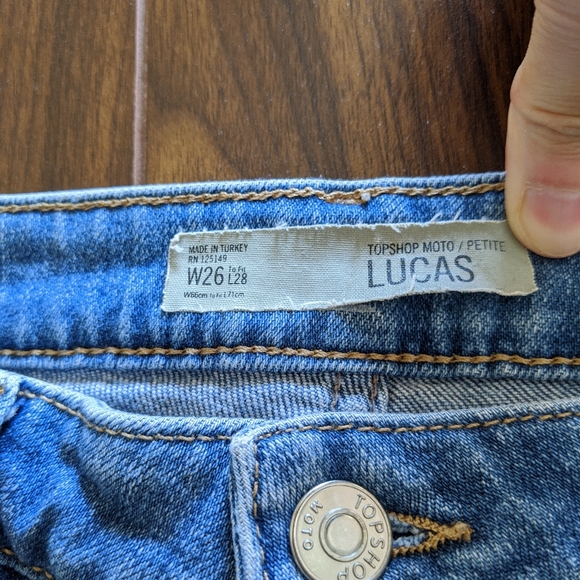 MADE IN TURKEY
RN 125149
W26 To Fit L28
W66cm To Fit L71cm
TOPSHOP MOTO / PETITE
LUCAS
TOPSHOP
MOTO